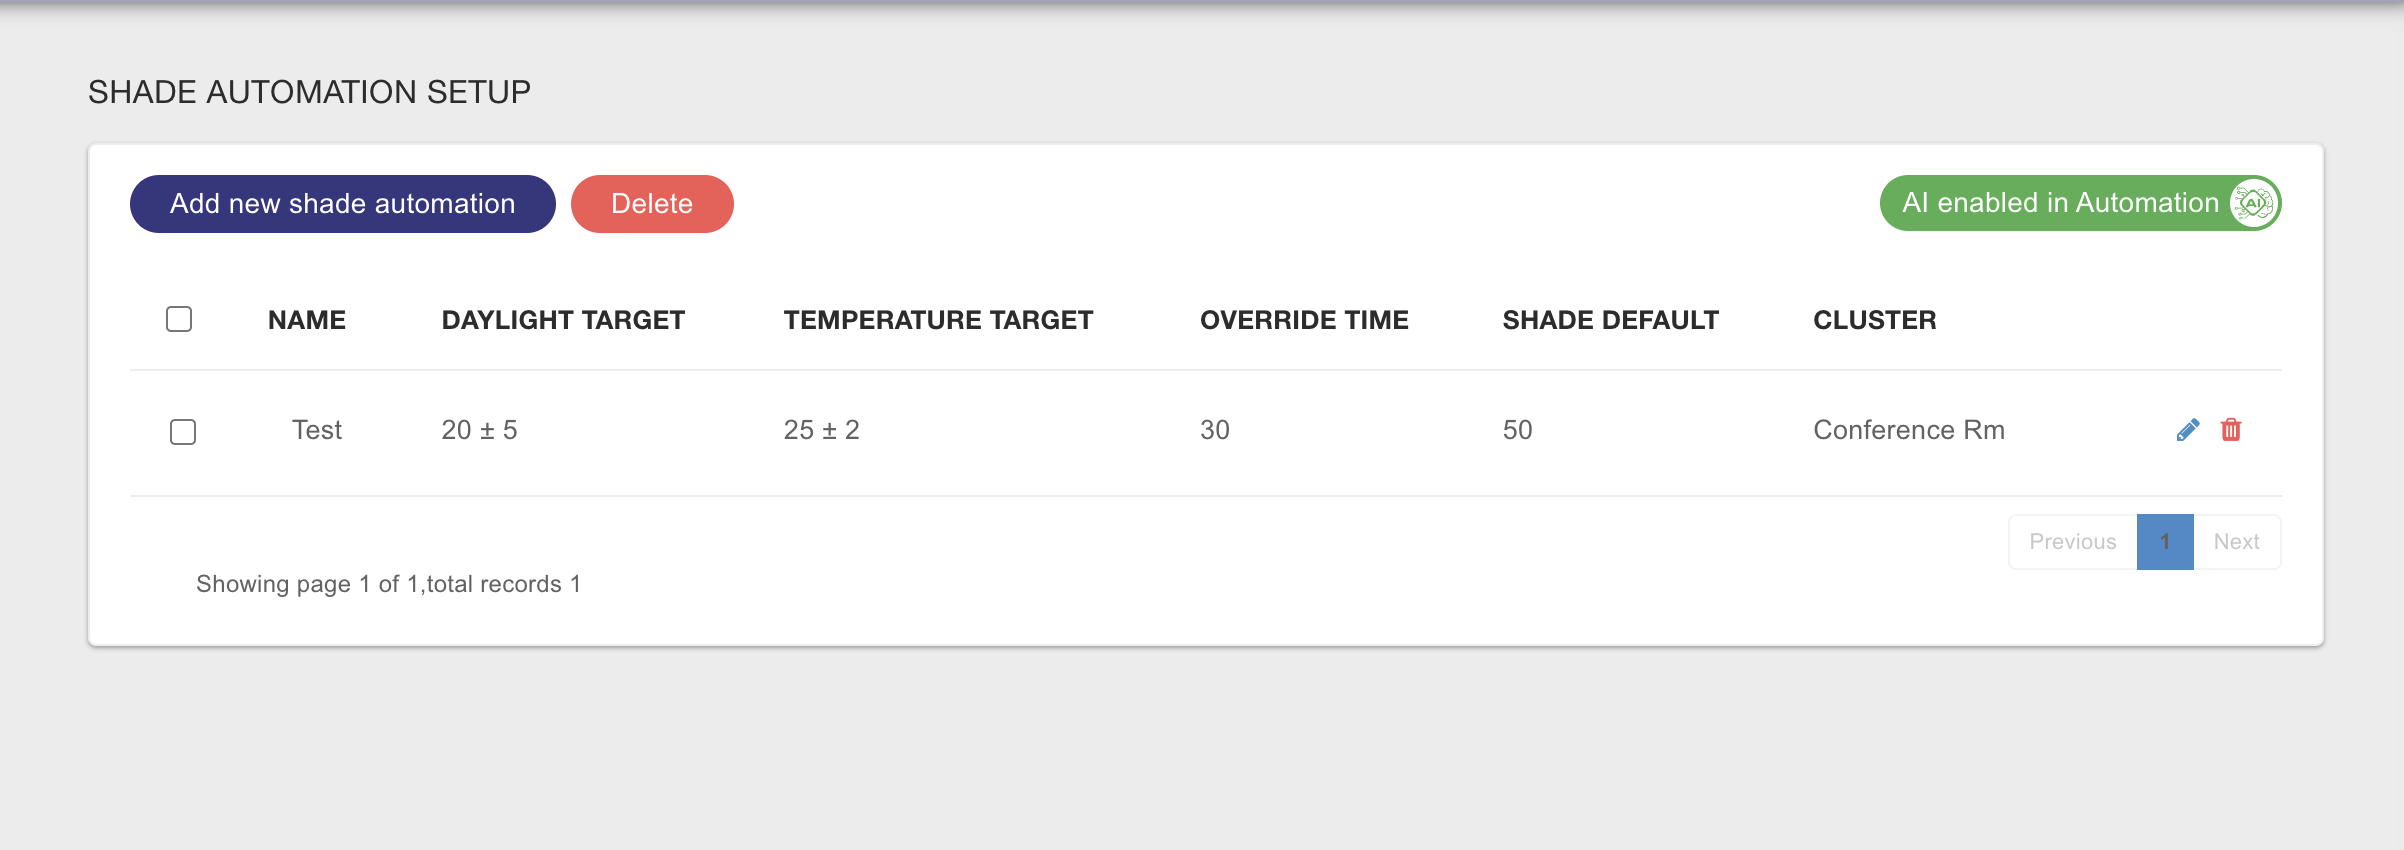 SHADE AUTOMATION SETUP
Add new shade automation Delete AI enabled in Automation AI
NAME DAYLIGHT TARGET TEMPERATURE TARGET OVERRIDE TIME SHADE DEFAULT CLUSTER
Test 20 ± 5 25 ± 2 30 50 Conference Rm
Previous 1 Next
Showing page 1 of 1,total records 1